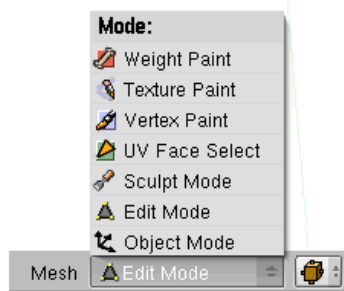 Mode:
Weight Paint
Texture Paint
Vertex Paint
UV Face Select
Sculpt Mode
Edit Mode
Object Mode
Mesh Edit Mode